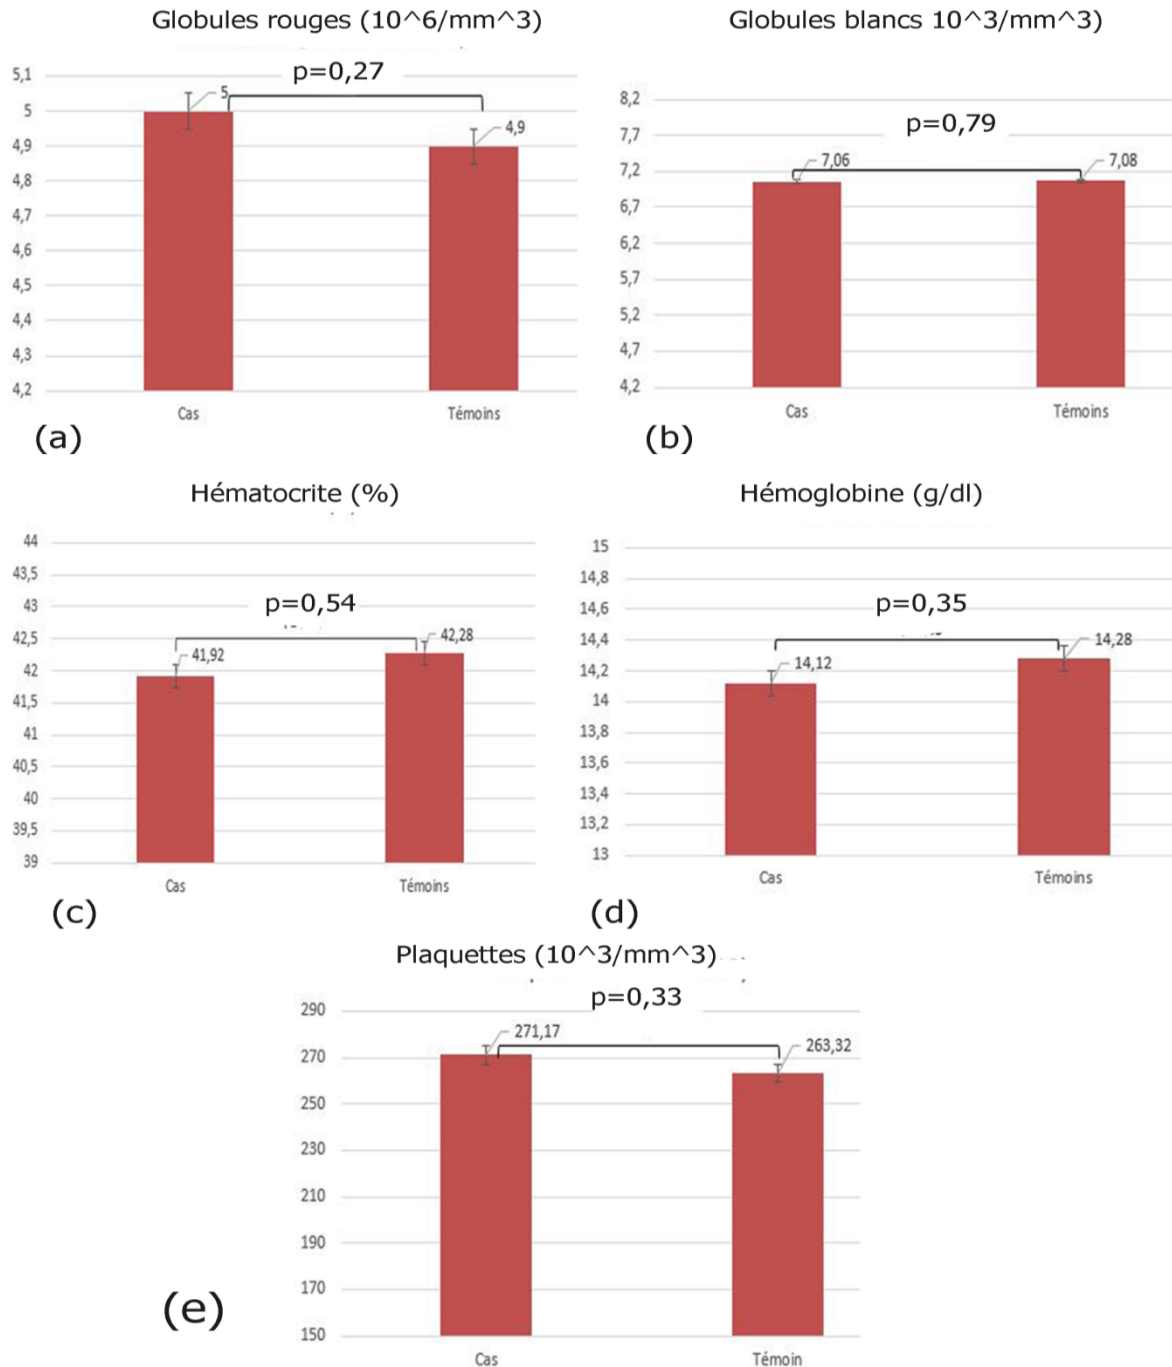 Globules rouges (10^6/mm^3)
Globules blancs 10^3/mm^3)
p=0,27
5,1
5
4,9
4,8
4,7
4,6
4,5
4,4
4,3
4,2
5
4,9
Cas
Témoins
(a)
p=0,79
8,2
7,7
7,2
6,7
6,2
5,7
5,2
4,7
4,2
7,06
7,08
Cas
Témoins
(b)
Hématocrite (%)
Hémoglobine (g/dl)
p=0,54
44
43,5
43
42,5
42
41,5
41
40,5
40
39,5
39
41,92
42,28
Cas
Témoins
(c)
p=0,35
15
14,8
14,6
14,4
14,2
14
13,8
13,6
13,4
13,2
13
14,12
14,28
Cas
Témoins
(d)
Plaquettes (10^3/mm^3)
p=0,33
290
270
250
230
210
190
170
150
271,17
263,32
Cas
Témoin
(e)